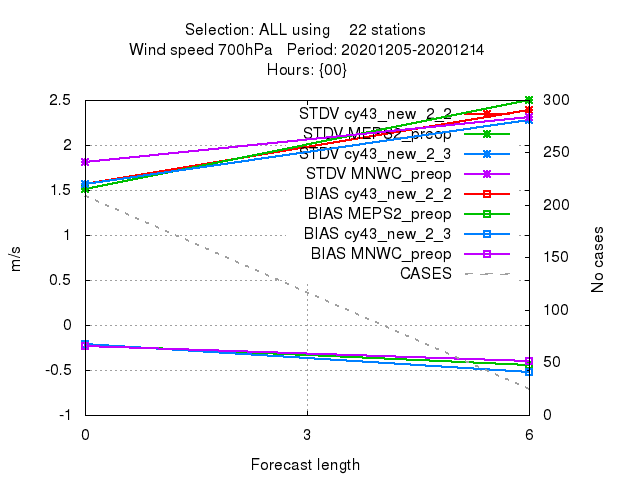 Selection: ALL using 22 stations
Wind speed 700hPa Period: 20201205-20201214
Hours: {00}
2.5
2
1.5
1
0.5
0
-0.5
-1
m/s
STDV cy43_new_2_2
STDV MEPS2_preop
STDV cy43_new_2_3
STDV MNWC_preop
BIAS cy43_new_2_2
BIAS MEPS2_preop
BIAS cy43_new_2_3
BIAS MNWC_preop
CASES
300
250
200
150
100
50
0
No cases
0 3 6
Forecast length